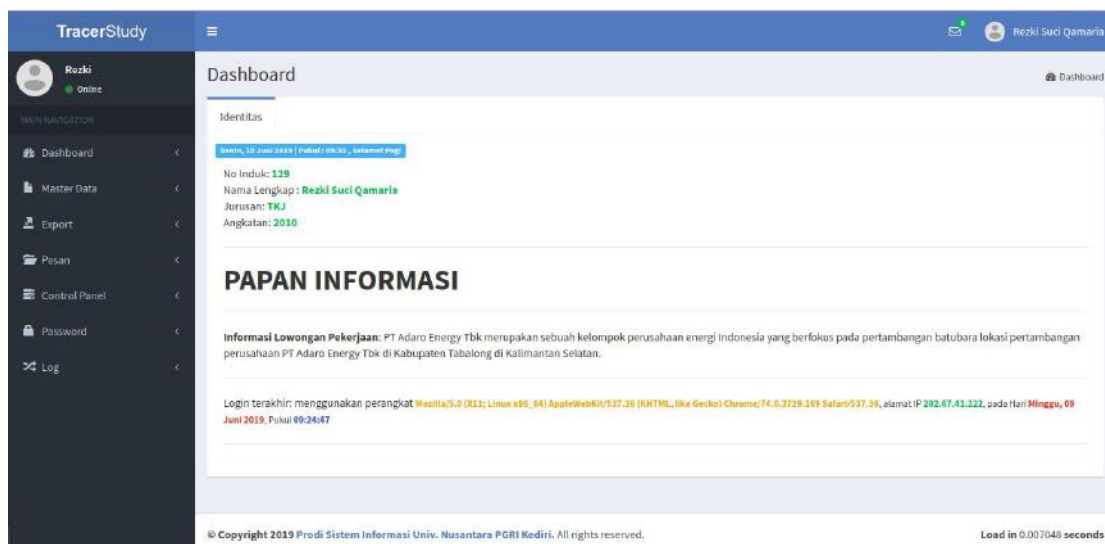 TracerStudy
Rezki Suci Qamaria
Rezki
Online
MAIN NAVIGATION
Dashboard
Master Data
Export
Pesan
Control Panel
Password
Log
Dashboard
Dashboard
Identitas
Senin, 10 Juni 2019 | Pukul : 09:32 , Selamat Pagi
No Induk: 129
Nama Lengkap : Rezki Suci Qamaria
Jurusan: TKJ
Angkatan: 2010
PAPAN INFORMASI
Informasi Lowongan Pekerjaan: PT Adaro Energy Tbk merupakan sebuah kelompok perusahaan energi Indonesia yang berfokus pada pertambangan batubara lokasi pertambangan
perusahaan PT Adaro Energy Tbk di Kabupaten Tabalong di Kalimantan Selatan.
Login terakhir: menggunakan perangkat Mozilla/5.0 (X11; Linux x86_64) AppleWebKit/537.36 (KHTML, like Gecko) Chrome/74.0.3729.169 Safari/537.36, alamat IP 202.67.41.222, pada Hari Minggu, 09
Juni 2019, Pukul 09:24:47
© Copyright 2019 Prodi Sistem Informasi Univ. Nusantara PGRI Kediri. All rights reserved.
Load in 0.007048 seconds